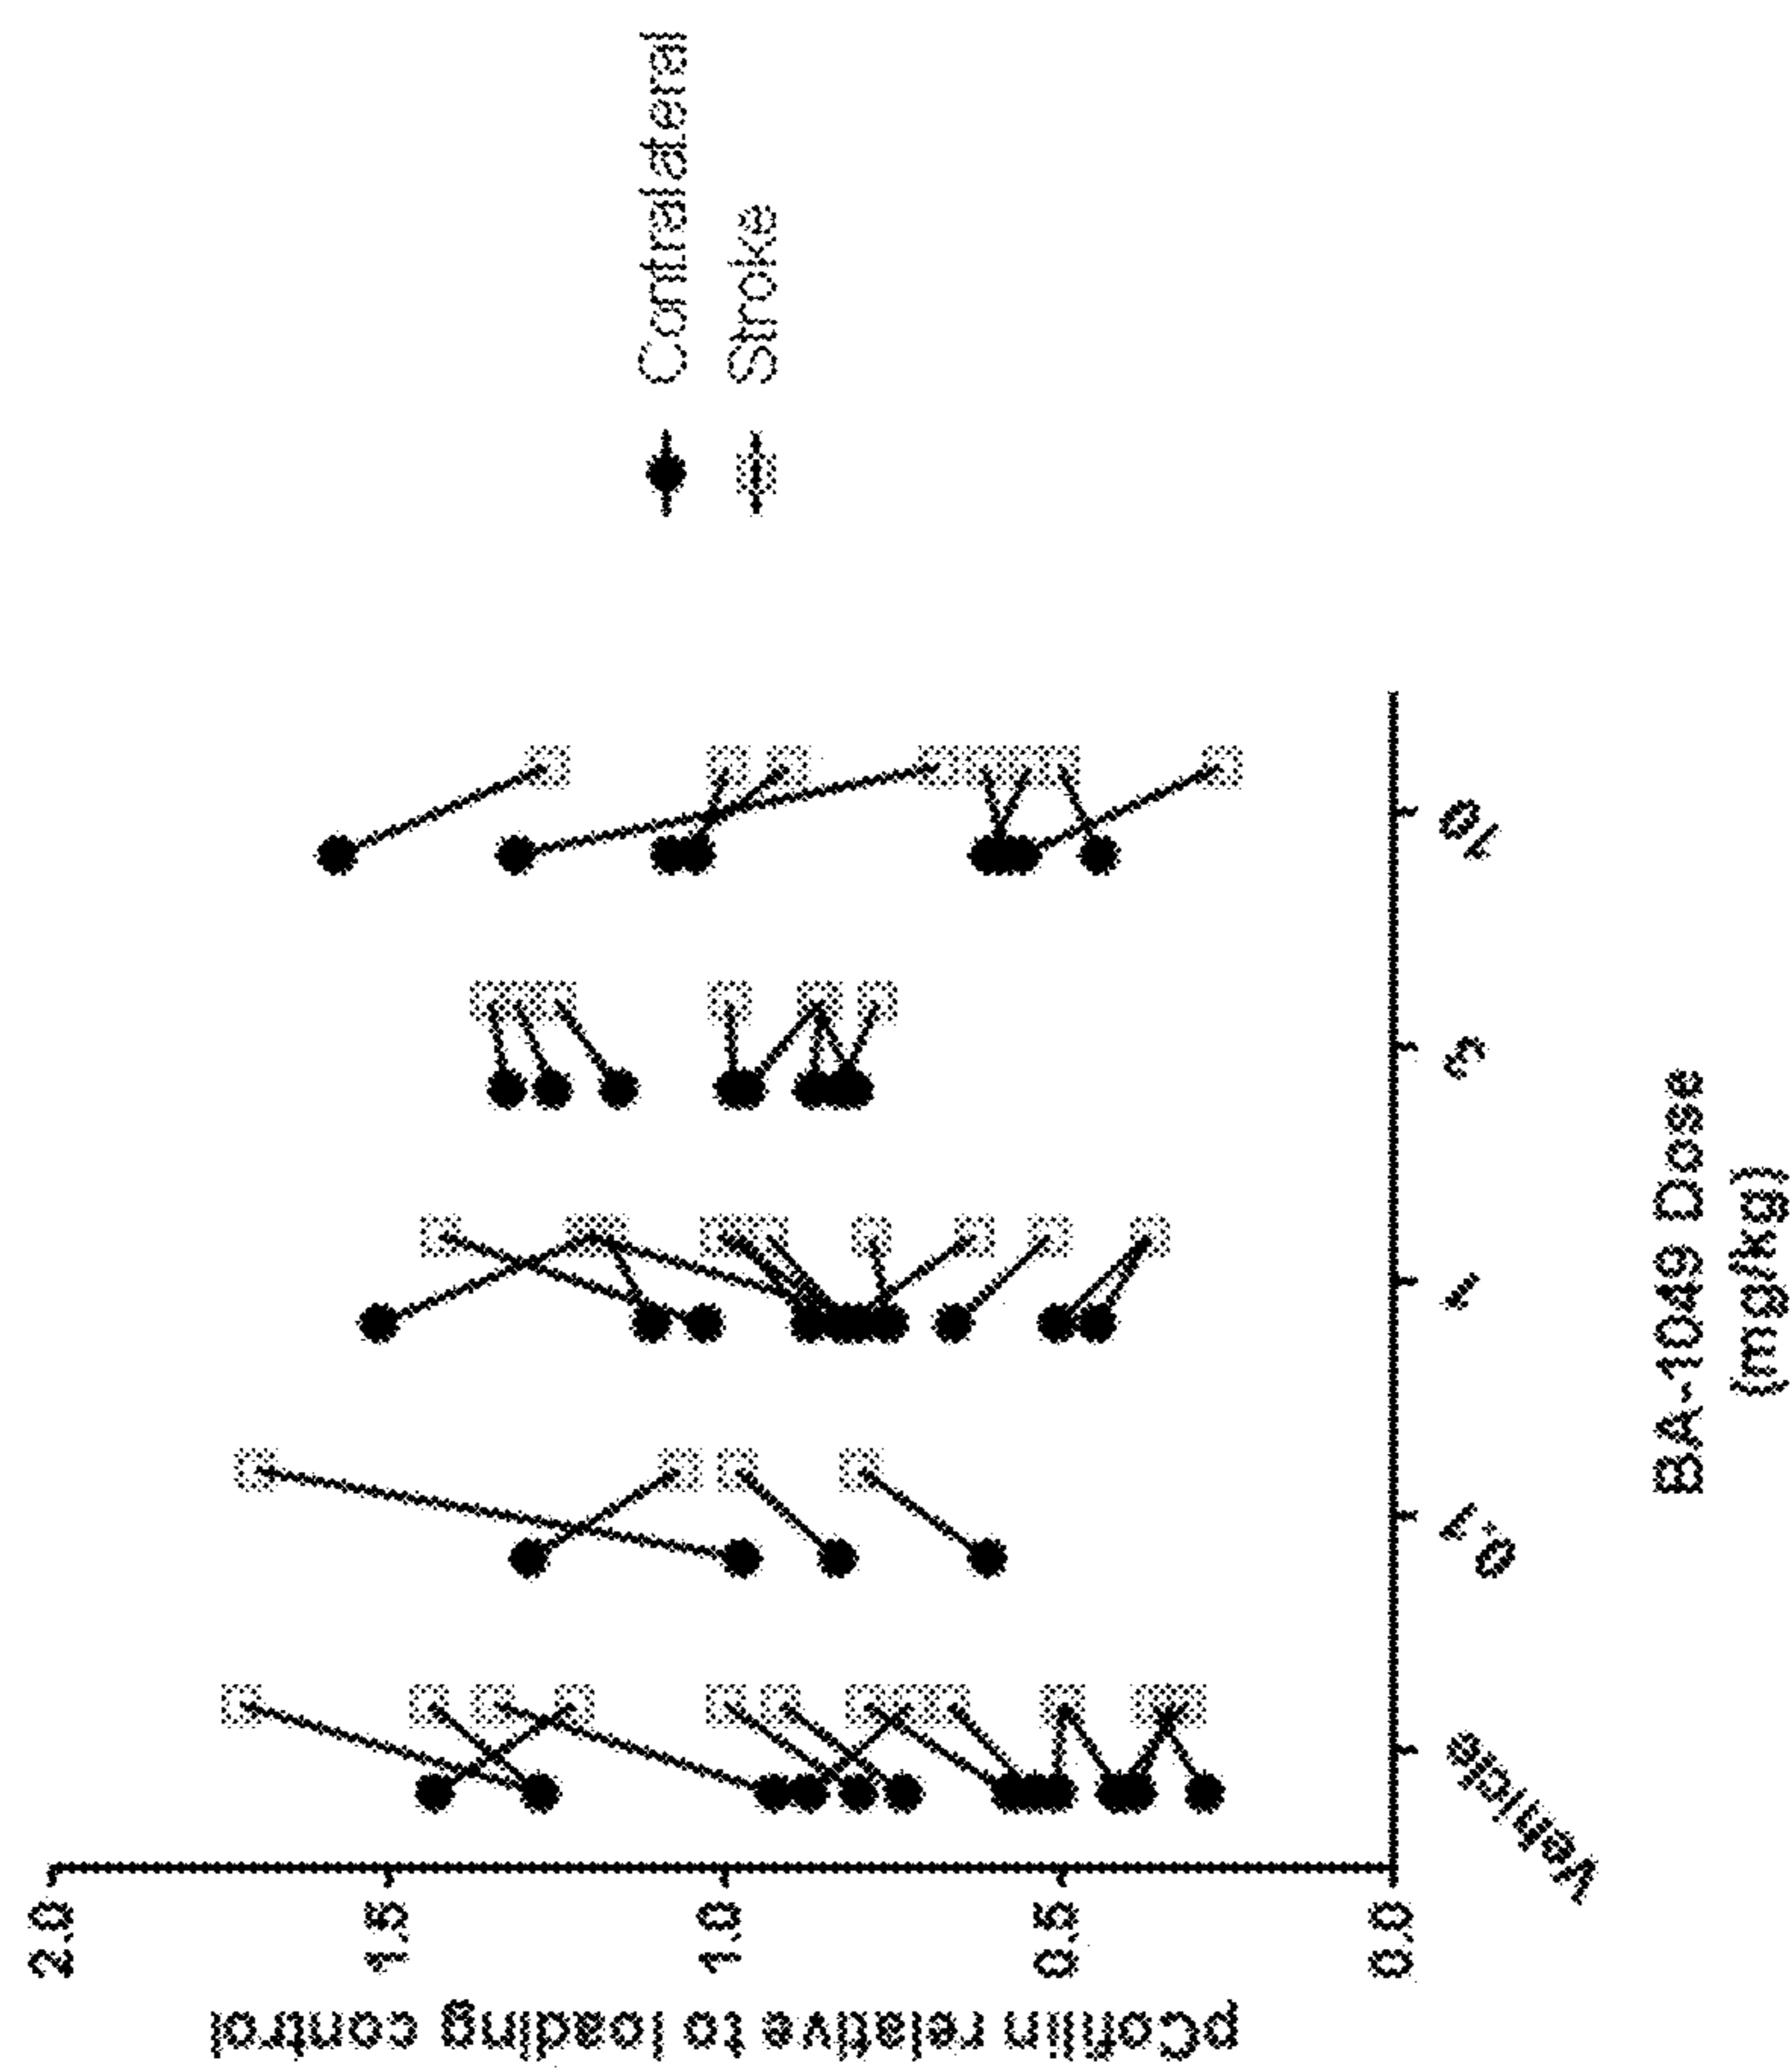 pCofilin relative to loading control
2.0
1.5
1.0
0.5
0.0
Vehicle
0.1
1
3
10
BA-1049 Dose
(mg/kg)
Contralateral
Stroke